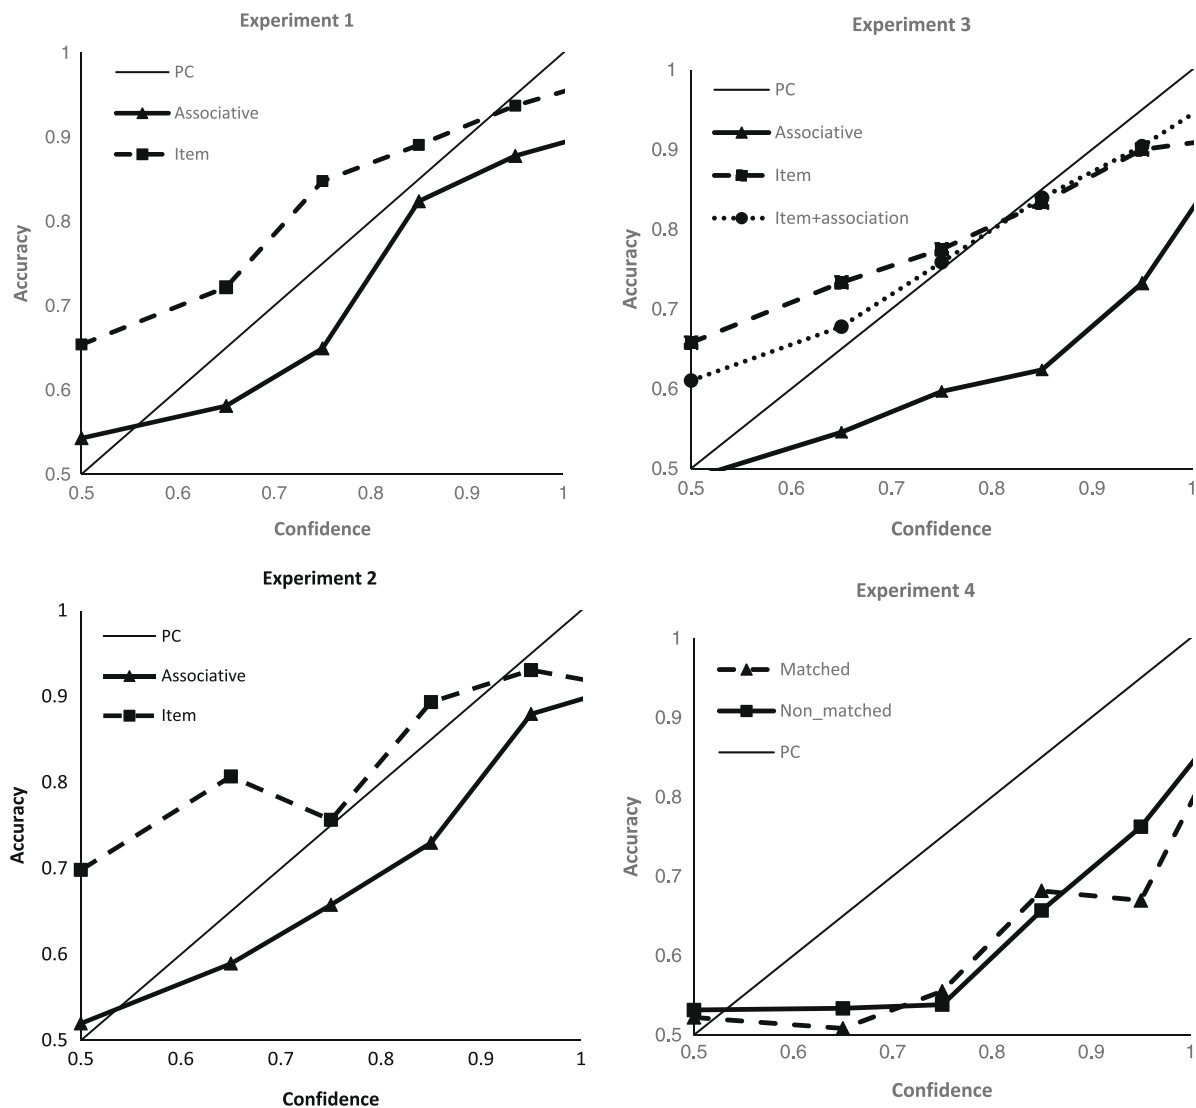 Experiment 1
1
0.9
0.8
0.7
0.6
0.5
Accuracy
PC
Associative
Item
0.5 0.6 0.7 0.8 0.9 1
Confidence
Experiment 3
1
0.9
0.8
0.7
0.6
0.5
Accuracy
PC
Associative
Item
Item+association
0.5 0.6 0.7 0.8 0.9 1
Confidence
Experiment 2
1
0.9
0.8
0.7
0.6
0.5
Accuracy
PC
Associative
Item
0.5 0.6 0.7 0.8 0.9 1
Confidence
Experiment 4
1
0.9
0.8
0.7
0.6
0.5
Accuracy
Matched
Non_matched
PC
0.5 0.6 0.7 0.8 0.9 1
Confidence